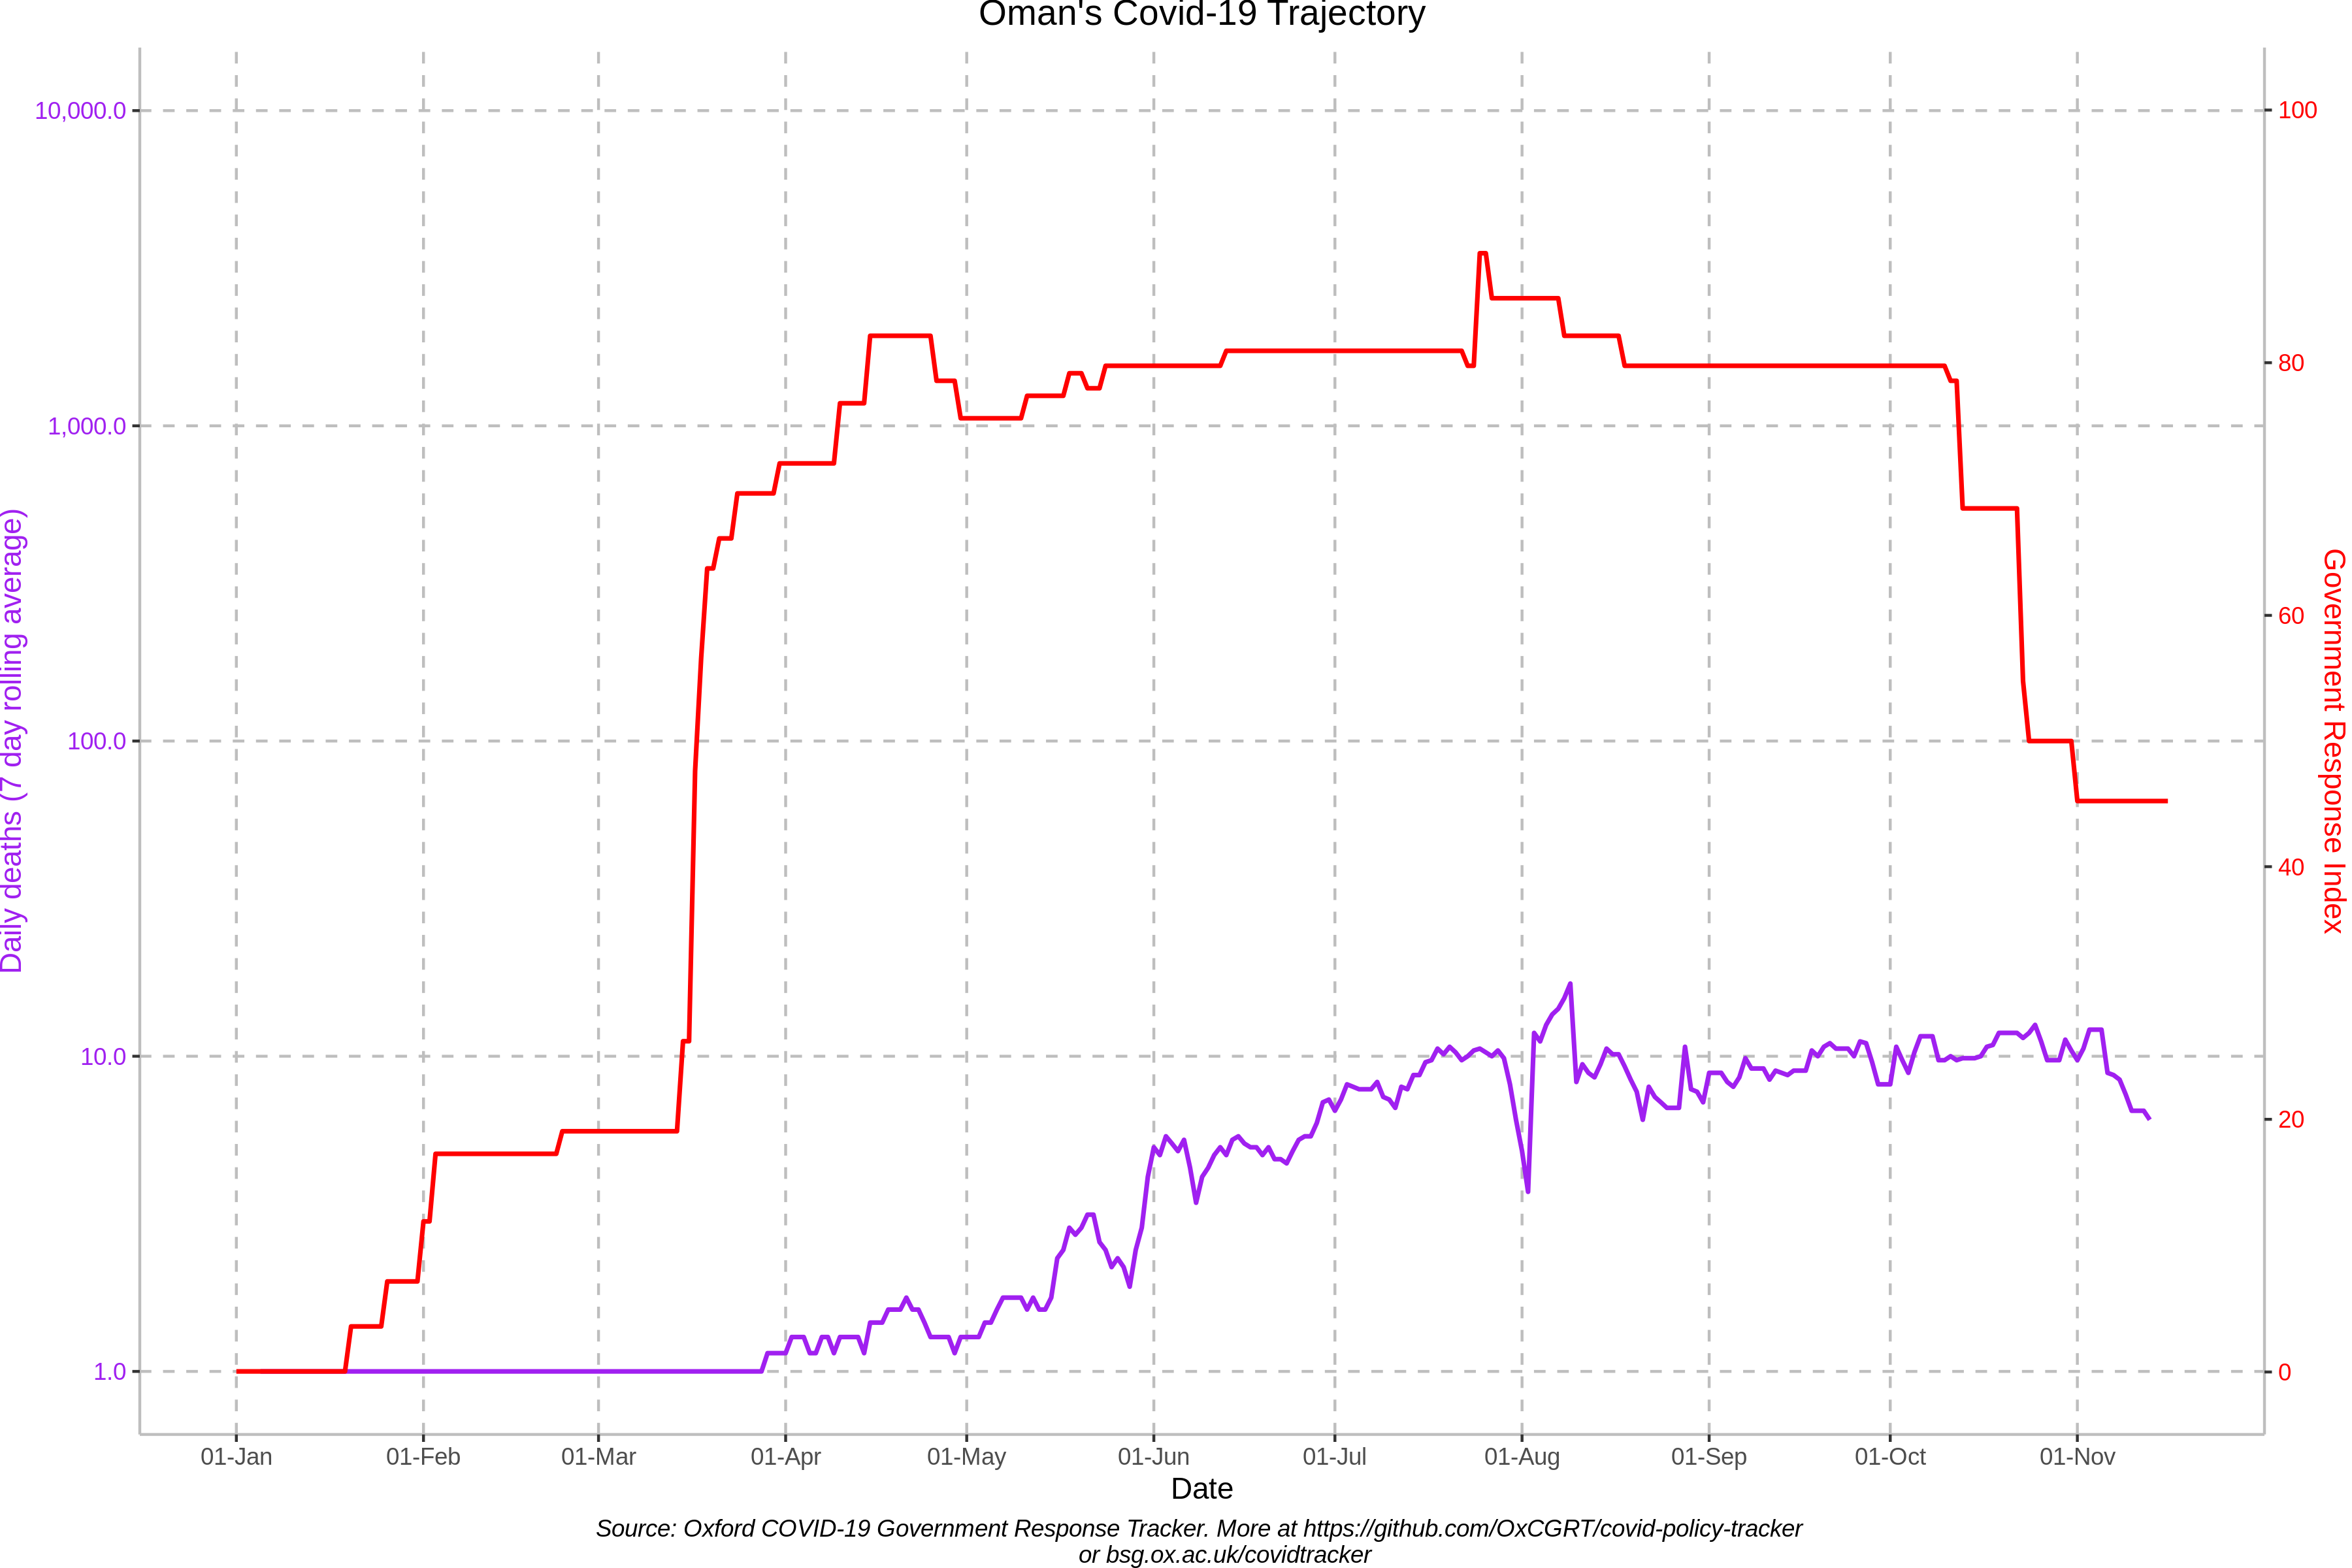 Oman's Covid-19 Trajectory
10,000.0
1,000.0
100.0
10.0
1.0
Daily deaths (7 day rolling average)
100
80
60
40
20
0
Government Response Index
01-Jan
01-Feb
01-Mar
01-Apr
01-May
01-Jun
01-Jul
01-Aug
01-Sep
01-Oct
01-Nov
Date
Source: Oxford COVID-19 Government Response Tracker. More at https://github.com/OxCGRT/covid-policy-tracker
or bsg.ox.ac.uk/covidtracker